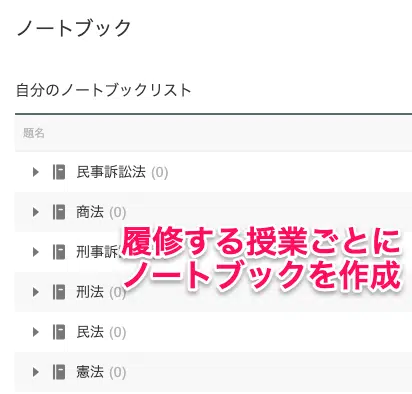 ノートブック
自分のノートブックリスト
題名
民事訴訟法 (0)
商法 (0)
刑事訴
刑法 (0)
民法 (0)
憲法 (0)
履修する授業ごとに
ノートブックを作成